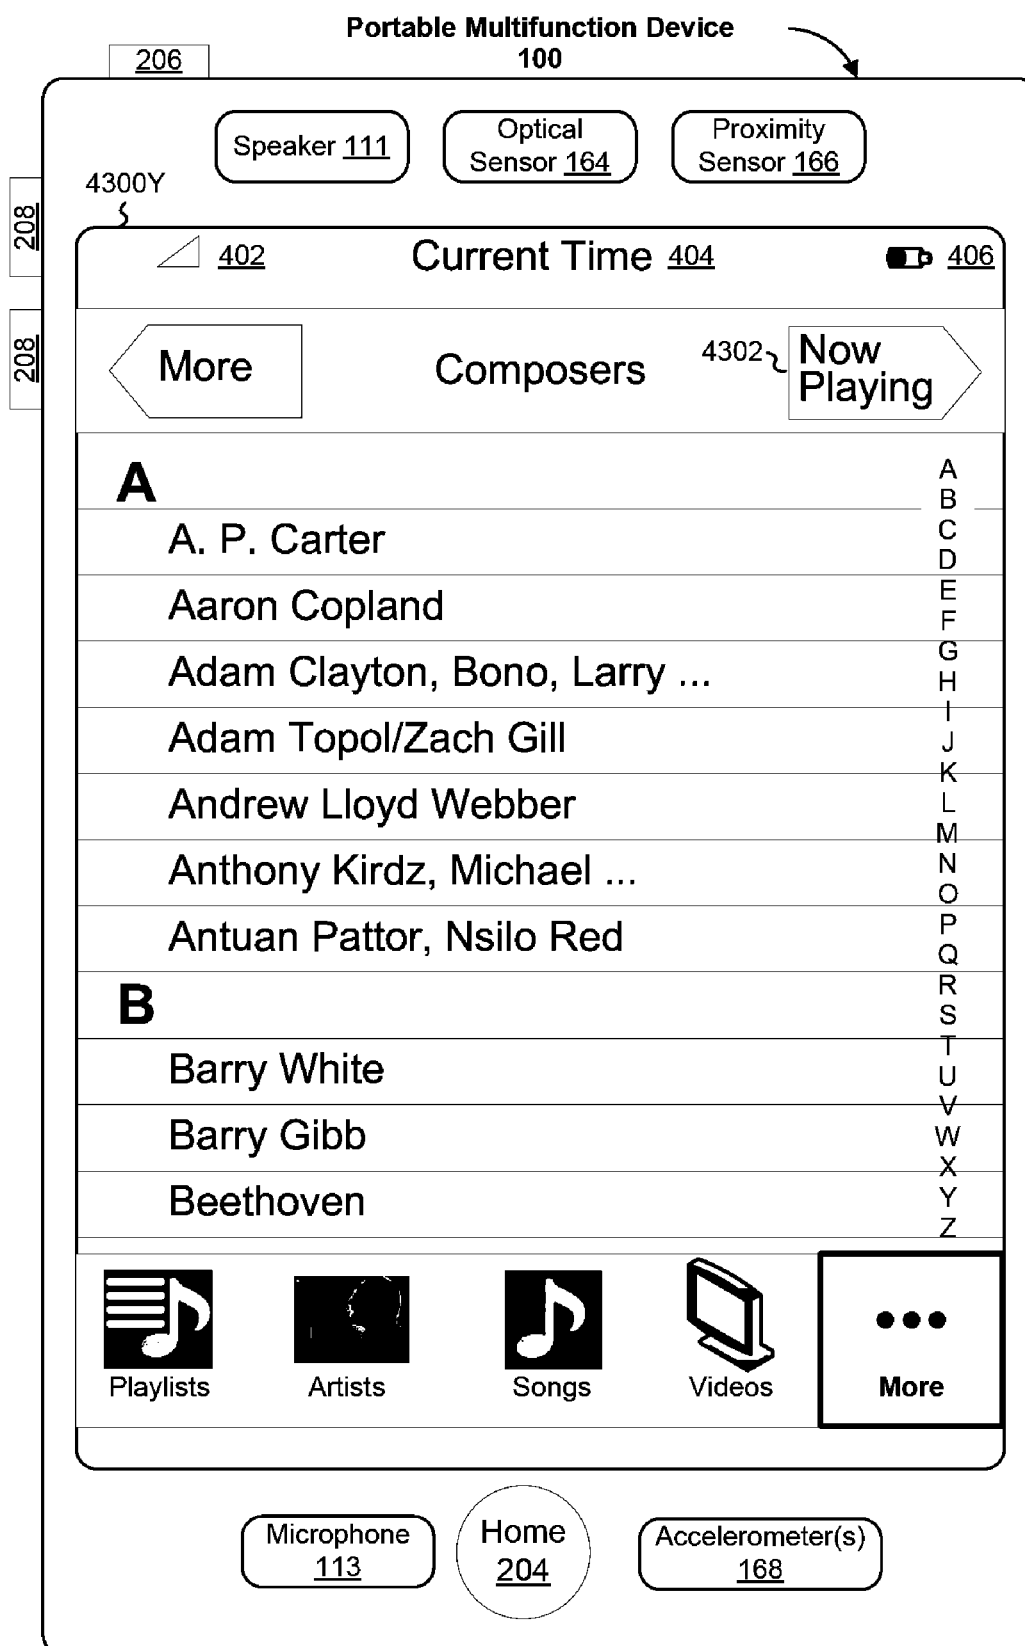 Portable Multifunction Device
100
206
Speaker 111
Optical
Sensor 164
Proximity
Sensor 166
4300Y
208
208
402
Current Time 404
406
More
Composers
4302
Now
Playing
A
A. P. Carter
Aaron Copland
Adam Clayton, Bono, Larry ...
Adam Topol/Zach Gill
Andrew Lloyd Webber
Anthony Kirdz, Michael ...
Antuan Pattor, Nsilo Red
B
Barry White
Barry Gibb
Beethoven
A
B
C
D
E
F
G
H
I
J
K
L
M
N
O
P
Q
R
S
T
U
V
W
X
Y
Z
Playlists
Artists
Songs
Videos
More
Microphone
113
Home
204
Accelerometer(s)
168